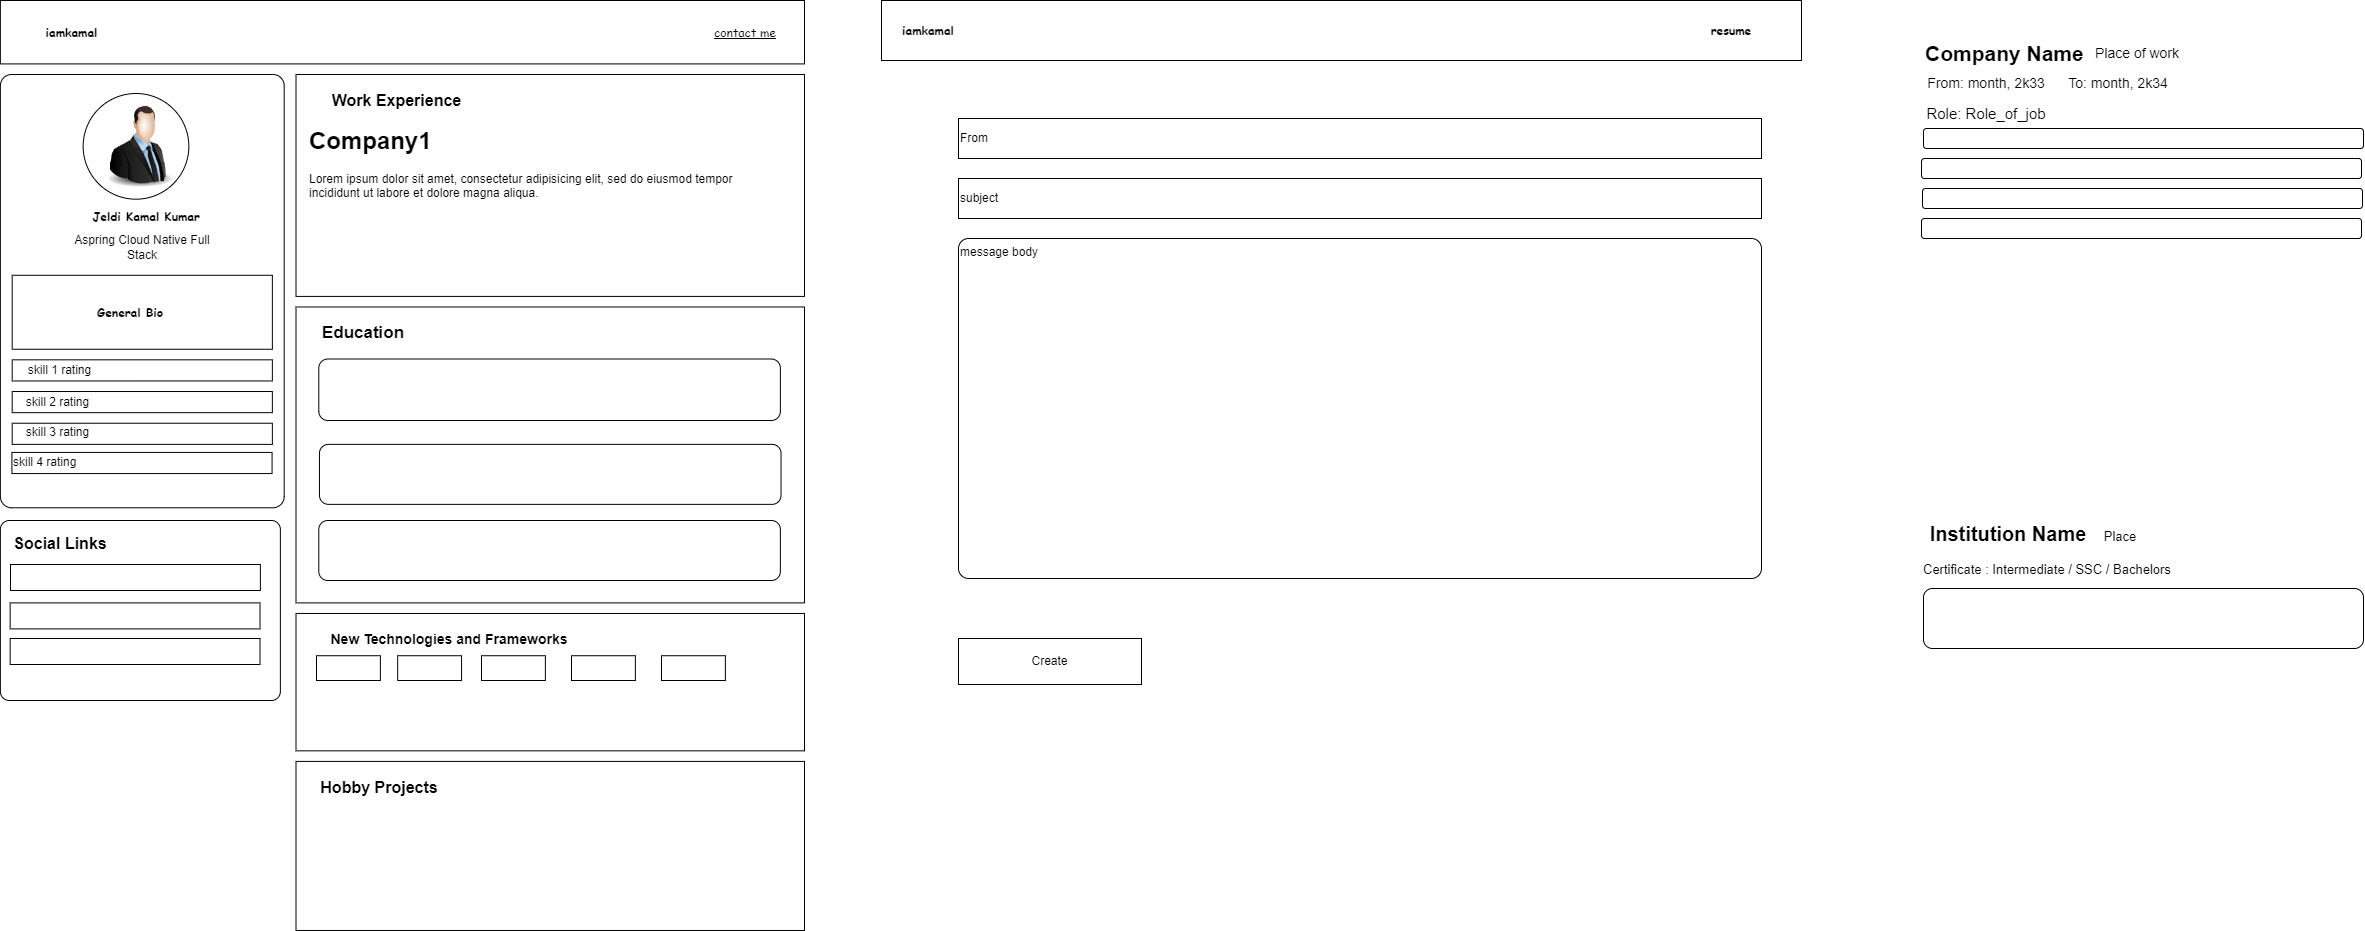 iamkamal
contact me
Jeldi Kamal Kumar
Aspring Cloud Native Full
Stack
General Bio
skill 1 rating
skill 2 rating
skill 3 rating
skill 4 rating
Social Links
Work Experience
Company1
Lorem ipsum dolor sit amet, consectetur adipisicing elit, sed do eiusmod tempor
incididunt ut labore et dolore magna aliqua.
Education
New Technologies and Frameworks
Hobby Projects
iamkamal
resume
From
subject
message body
Create
Company Name Place of work
From: month, 2k33 To: month, 2k34
Role: Role_of_job
Institution Name Place
Certificate : Intermediate / SSC / Bachelors